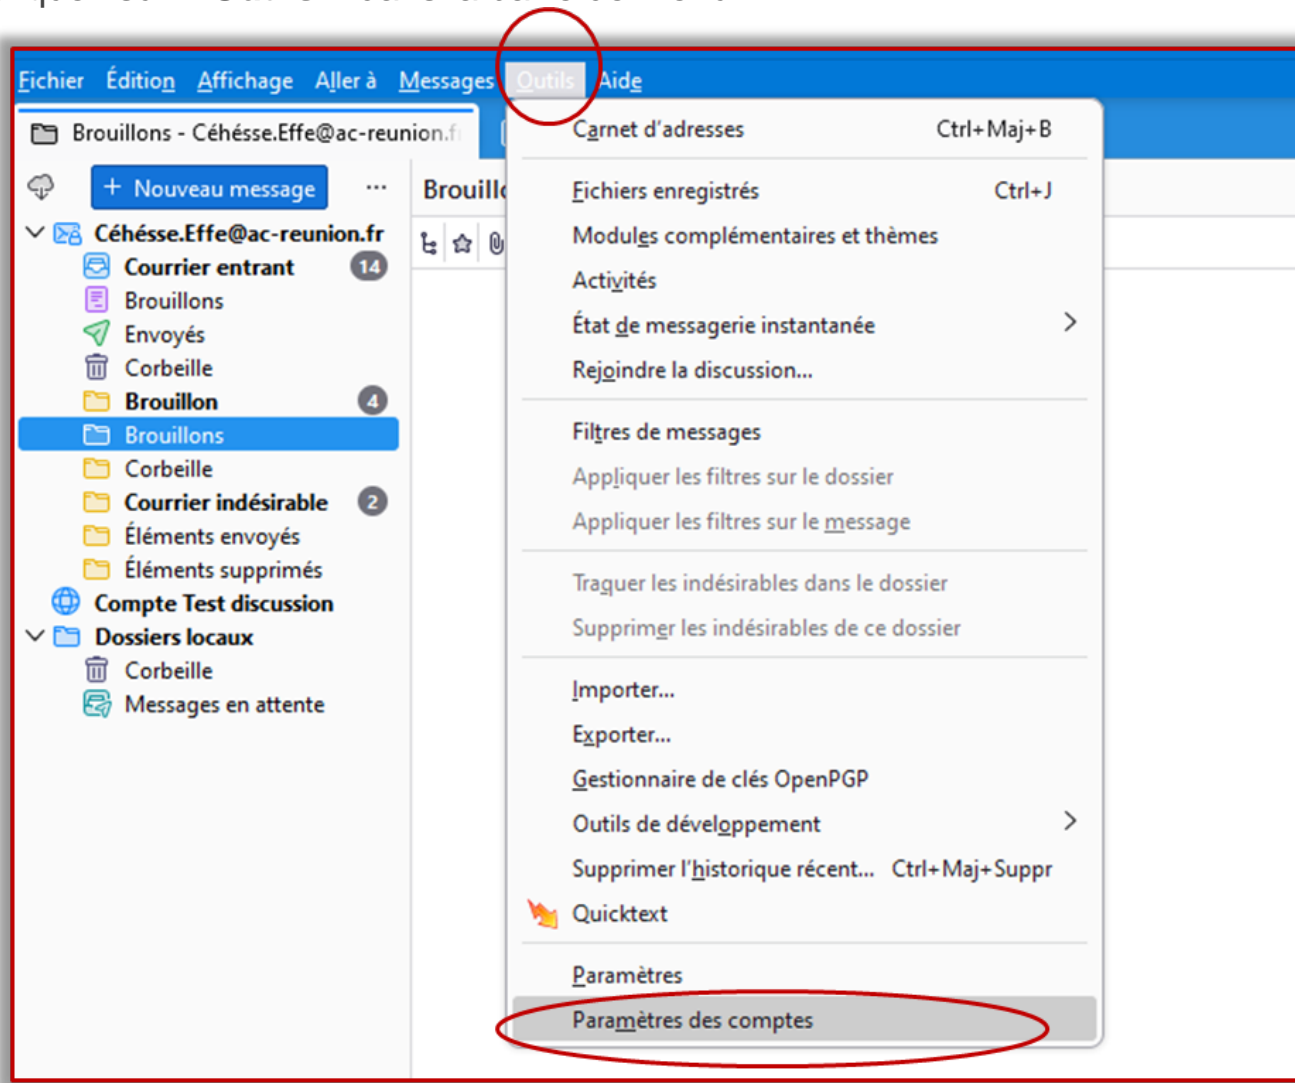 Fichier Édition Affichage Aller à Messages Outils Aide
Brouillons - Céhésse.Effe@ac-reunion.f
+ Nouveau message ...
Céhésse.Effe@ac-reunion.fr
Courrier entrant 14
Brouillons
Envoyés
Corbeille
Brouillon 4
Brouillons
Corbeille
Courrier indésirable 2
Éléments envoyés
Éléments supprimés
Compte Test discussion
Dossiers locaux
Corbeille
Messages en attente
Carnet d'adresses Ctrl+Maj+B
Fichiers enregistrés Ctrl+J
Modules complémentaires et thèmes
Activités
État de messagerie instantanée
Rejoindre la discussion...
Filtres de messages
Appliquer les filtres sur le dossier
Appliquer les filtres sur le message
Traquer les indésirables dans le dossier
Supprimer les indésirables de ce dossier
Importer...
Exporter...
Gestionnaire de clés OpenPGP
Outils de développement
Supprimer l'historique récent... Ctrl+Maj+Suppr
Quicktext
Paramètres
Paramètres des comptes